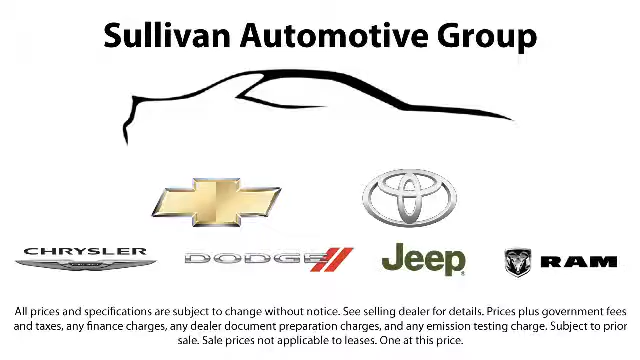 Sullivan Automotive Group
CHRYSLER
DODGE
Jeep
RAM
All prices and specifications are subject to change without notice. See selling dealer for details. Prices plus government fees
and taxes, any finance charges, any dealer document preparation charges, and any emission testing charge. Subject to prior
sale. Sale prices not applicable to leases. One at this price.